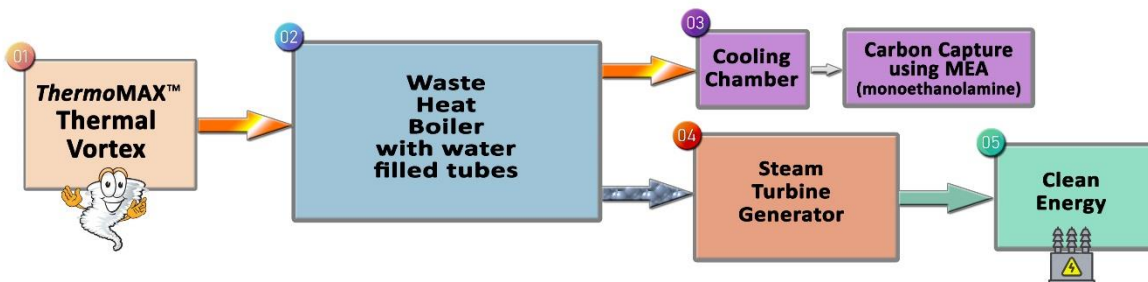 01
ThermoMAX™
Thermal
Vortex
02
Waste
Heat
Boiler
with water
filled tubes
03
Cooling
Chamber
Carbon Capture
using MEA
(monoethanolamine)
04
Steam
Turbine
Generator
05
Clean
Energy